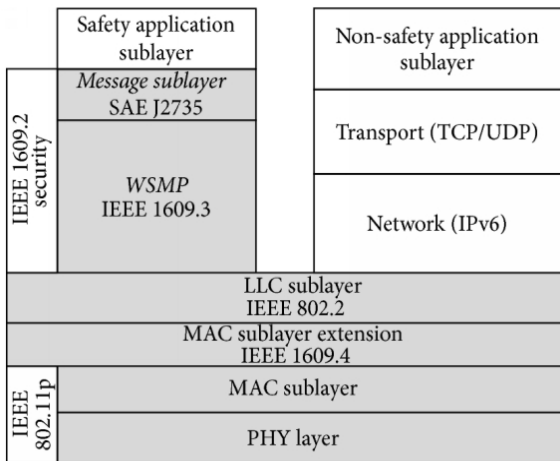 Safety application
sublayer
Non-safety application
sublayer
IEEE 1609.2
security
Message sublayer
SAE J2735
Transport (TCP/UDP)
WSMP
IEEE 1609.3
Network (IPv6)
LLC sublayer
IEEE 802.2
MAC sublayer extension
IEEE 1609.4
IEEE
802.11p
MAC sublayer
PHY layer